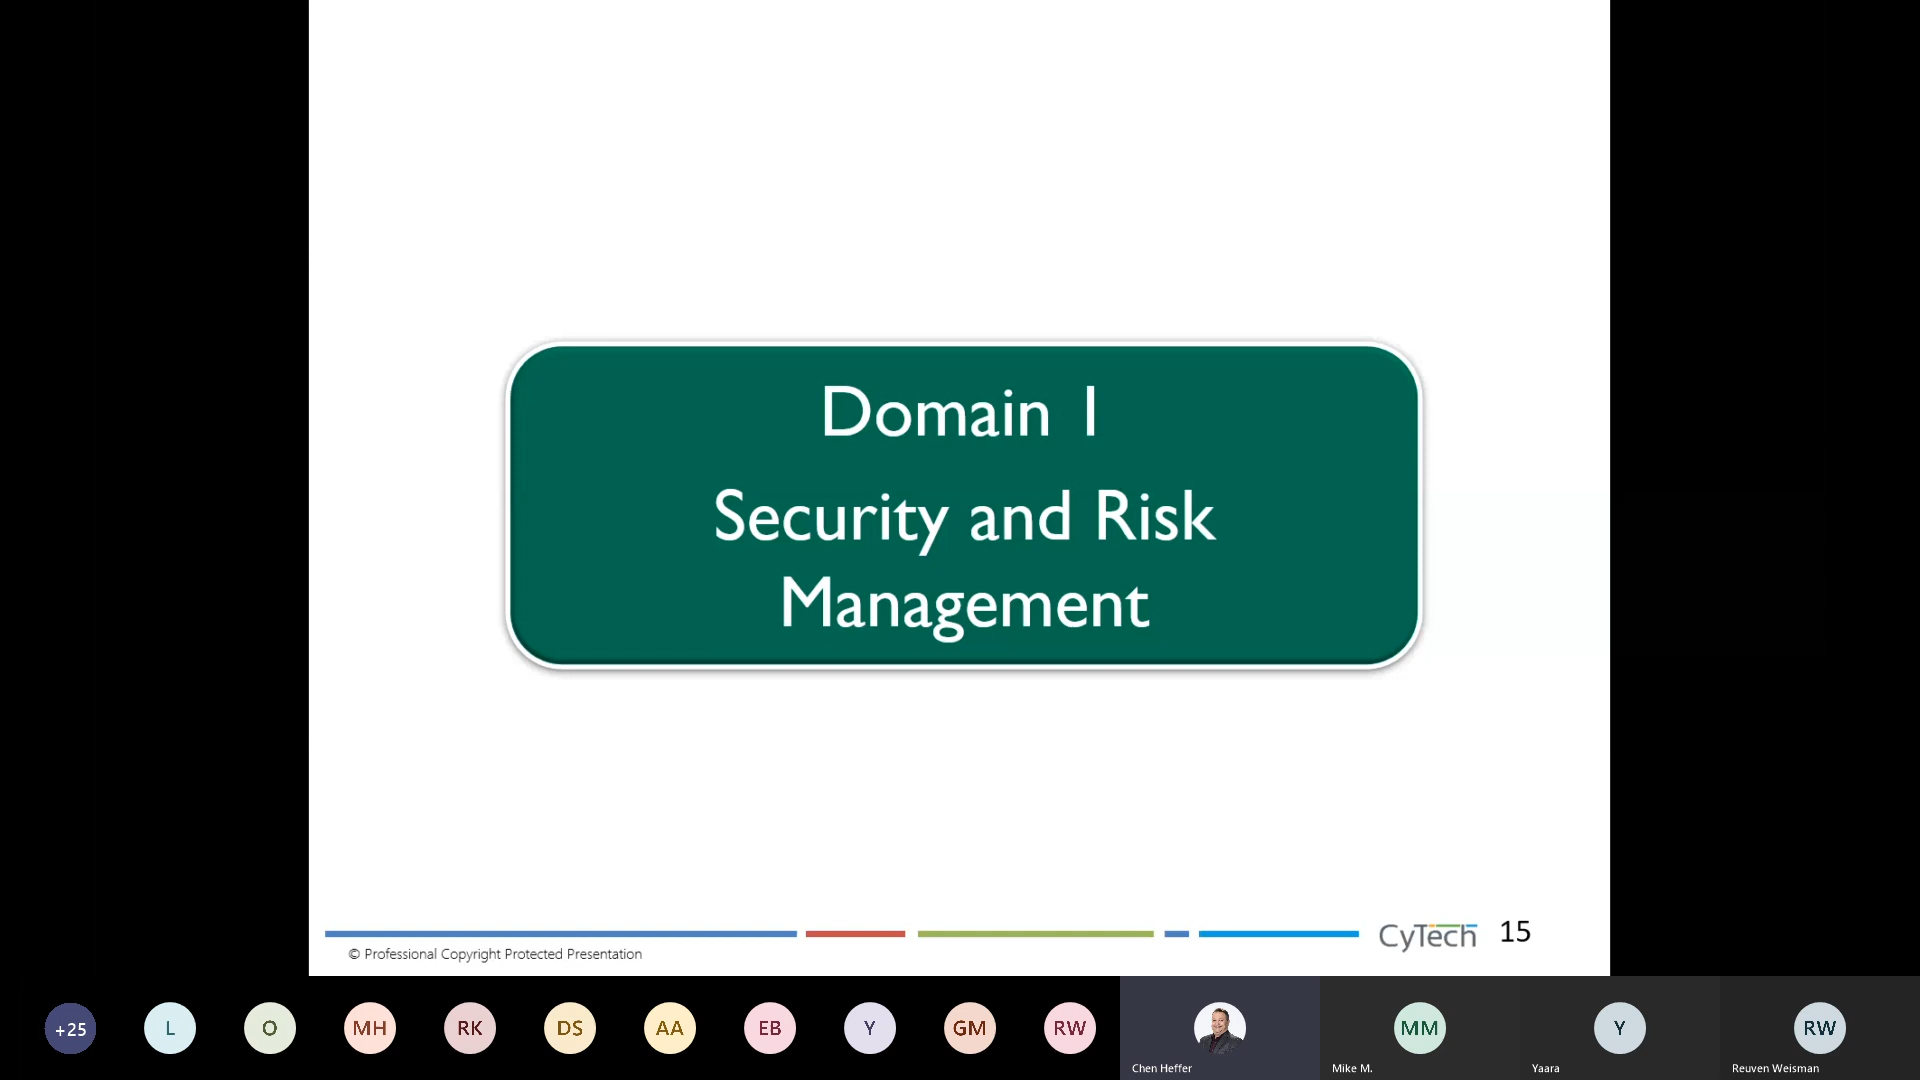 Domain 1
Security and Risk
Management
CyTech 15
© Professional Copyright Protected Presentation
+25
L
O
MH
RK
DS
AA
EB
Y
GM
RW
MM
Y
RW
Chen Heffer
Mike M.
Yaara
Reuven Weisman